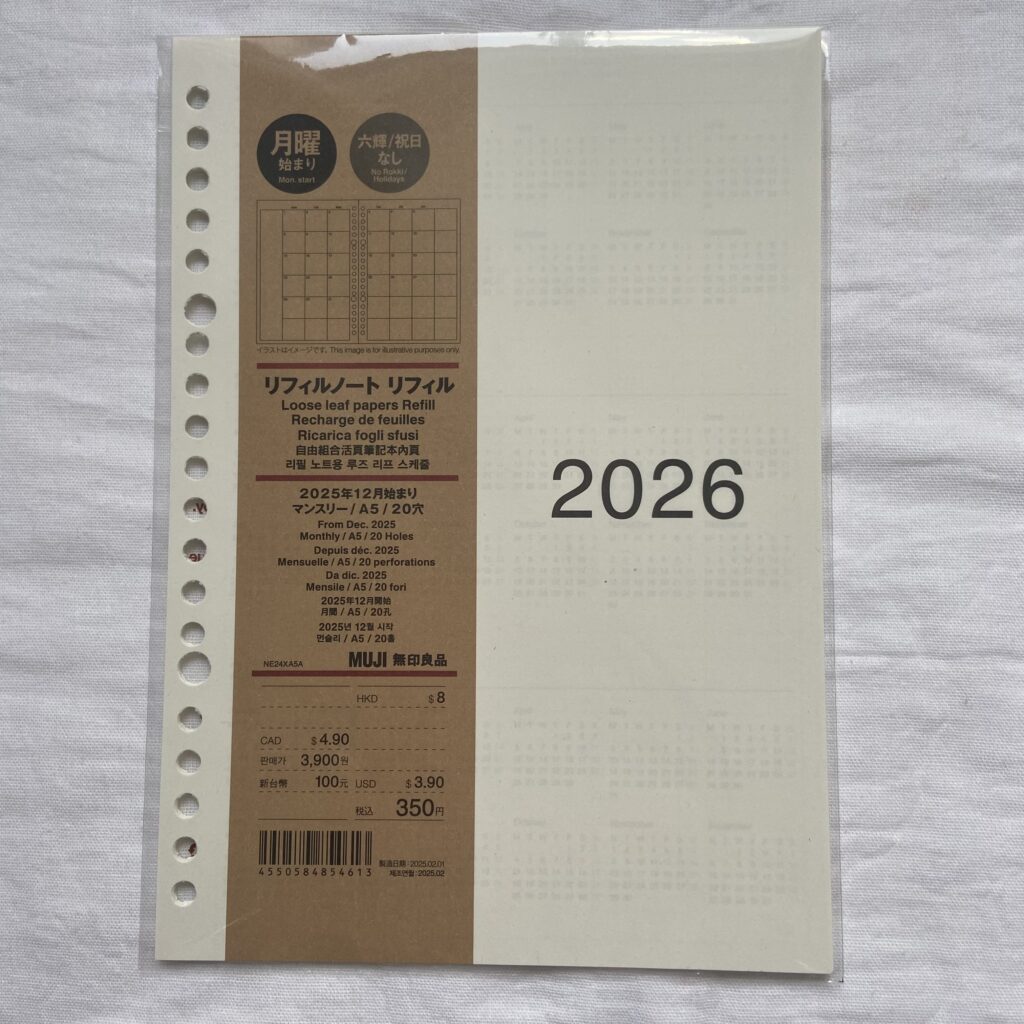 月曜
始まり
Mon. start
六輝/祝日
なし
No Rokki/
Holidays
イラストはイメージです。This image is for illustrative purposes only.
リフィルノート リフィル
Loose leaf papers Refill
Recharge de feuilles
Ricarica fogli sfusi
自由組合活頁筆記本內頁
리필 노트용 루즈 리프 스케줄
2025年12月始まり
マンスリー / A5 / 20穴
From Dec. 2025
Monthly / A5 / 20 Holes
Depuis déc. 2025
Mensuelle / A5 / 20 perforations
Da dic. 2025
Mensile / A5 / 20 fori
2025年12月開始
月間 / A5 / 20孔
2025년 12월 시작
먼슬리 / A5 / 20홀
NE24XA5A MUJI 無印良品
HKD $ 8
CAD $ 4.90
판매가 3,900원
新台幣 100元 USD $ 3.90
税込 350円
4550584854613
製造日期：2025.02.01
제조연월：2025.02
2026